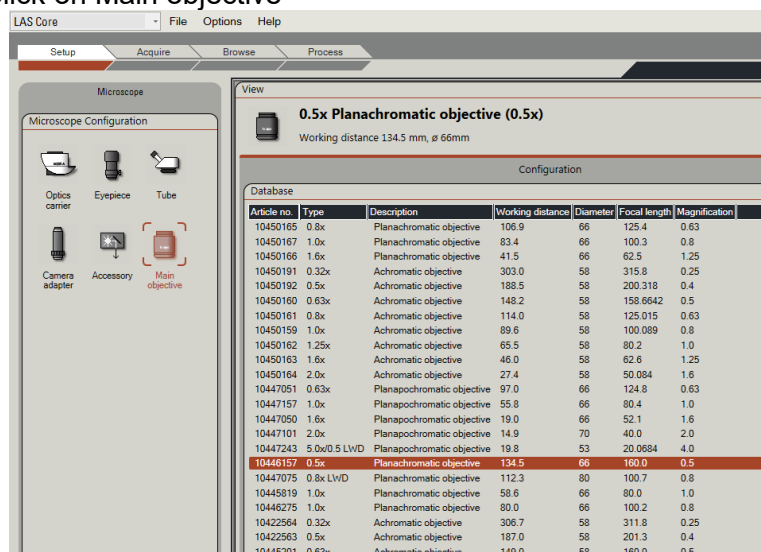 click on Main objective
LAS Core File Options Help
Setup Acquire Browse Process
Microscope
Microscope Configuration
Optics carrier
Eyepiece
Tube
Camera adapter
Accessory
Main objective
View
0.5x Planachromatic objective (0.5x)
Working distance 134.5 mm, ø 66mm
Configuration
Database
Article no. Type Description Working distance Diameter Focal length Magnification
10450165 0.8x Planachromatic objective 106.9 66 125.4 0.63
10450167 1.0x Planachromatic objective 83.4 66 100.3 0.8
10450166 1.6x Planachromatic objective 41.5 66 62.5 1.25
10450191 0.32x Achromatic objective 303.0 58 315.8 0.25
10450192 0.5x Achromatic objective 188.5 58 200.318 0.4
10450160 0.63x Achromatic objective 148.2 58 158.6642 0.5
10450161 0.8x Achromatic objective 114.0 58 125.015 0.63
10450159 1.0x Achromatic objective 89.6 58 100.089 0.8
10450162 1.25x Achromatic objective 65.5 58 80.2 1.0
10450163 1.6x Achromatic objective 46.0 58 62.6 1.25
10450164 2.0x Achromatic objective 27.4 58 50.084 1.6
10447051 0.63x Planapochromatic objective 97.0 66 124.8 0.63
10447157 1.0x Planapochromatic objective 55.8 66 80.4 1.0
10447050 1.6x Planapochromatic objective 19.0 66 52.1 1.6
10447101 2.0x Planapochromatic objective 14.9 70 40.0 2.0
10447243 5.0x/0.5 LWD Planapochromatic objective 19.8 53 20.0684 4.0
10446157 0.5x Planachromatic objective 134.5 66 160.0 0.5
10447075 0.8x LWD Planachromatic objective 112.3 80 100.7 0.8
10445819 1.0x Planachromatic objective 58.6 66 80.0 1.0
10446275 1.0x Planachromatic objective 80.0 66 100.2 0.8
10422564 0.32x Achromatic objective 306.7 58 311.8 0.25
10422563 0.5x Achromatic objective 187.0 58 201.3 0.4
10445201 0.63x Achromatic objective 149.0 58 160.0 0.5